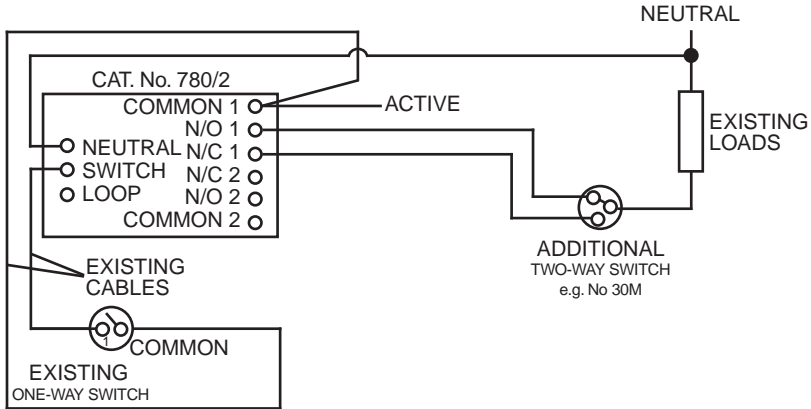 NEUTRAL
CAT. No. 780/2
COMMON 1
ACTIVE
N/O 1
NEUTRAL
N/C 1
EXISTING
LOADS
SWITCH
N/C 2
LOOP
N/O 2
COMMON 2
ADDITIONAL
TWO-WAY SWITCH
e.g. No 30M
EXISTING
CABLES
1
COMMON
EXISTING
ONE-WAY SWITCH